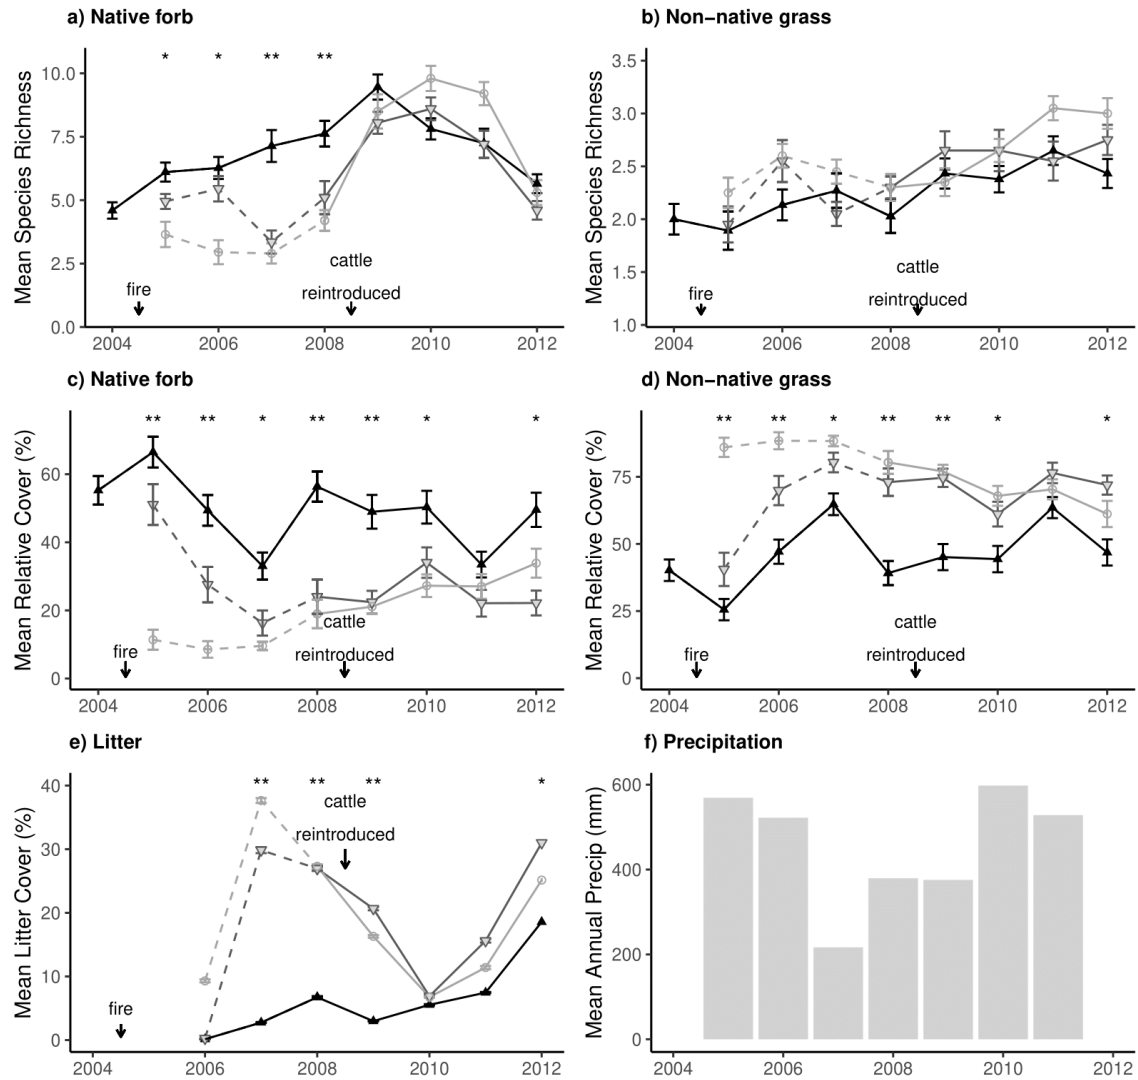 a) Native forb
Mean Species Richness
10.0
7.5
5.0
2.5
0.0
* * ** **
cattle
fire
reintroduced
2004 2006 2008 2010 2012
b) Non−native grass
Mean Species Richness
3.5
3.0
2.5
2.0
1.5
1.0
cattle
fire
reintroduced
2004 2006 2008 2010 2012
c) Native forb
Mean Relative Cover (%)
60
40
20
0
** ** * ** ** * *
cattle
fire
reintroduced
2004 2006 2008 2010 2012
d) Non−native grass
Mean Relative Cover (%)
75
50
25
0
** ** * ** ** * *
cattle
fire
reintroduced
2004 2006 2008 2010 2012
e) Litter
Mean Litter Cover (%)
40
30
20
10
0
** ** ** *
cattle
reintroduced
fire
2004 2006 2008 2010 2012
f) Precipitation
Mean Annual Precip (mm)
600
400
200
0
2004 2006 2008 2010 2012